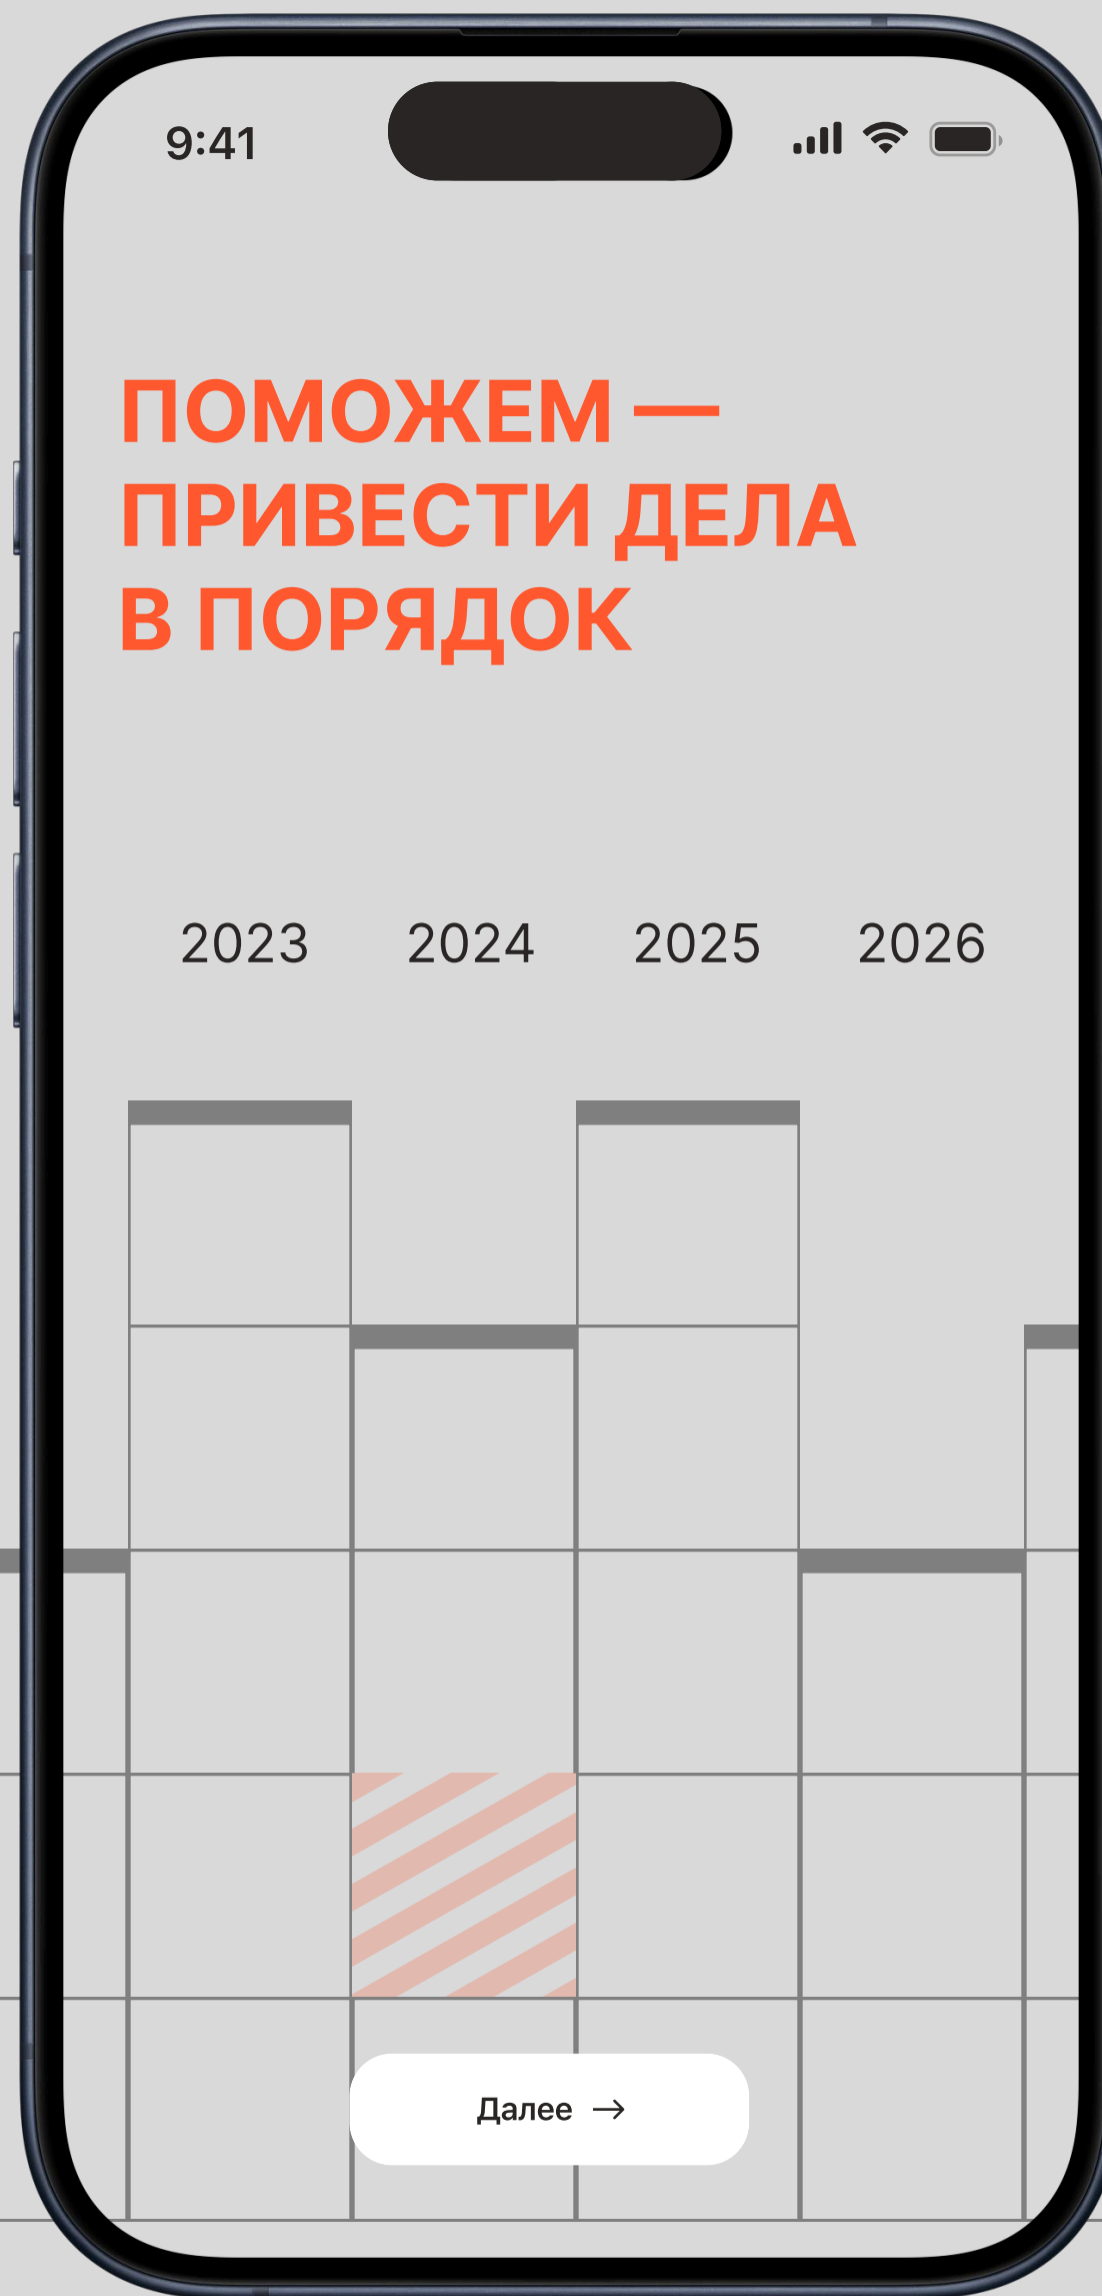 9:41
ПОМОЖЕМ —
ПРИВЕСТИ ДЕЛА
В ПОРЯДОК
2023 2024 2025 2026
Далее →